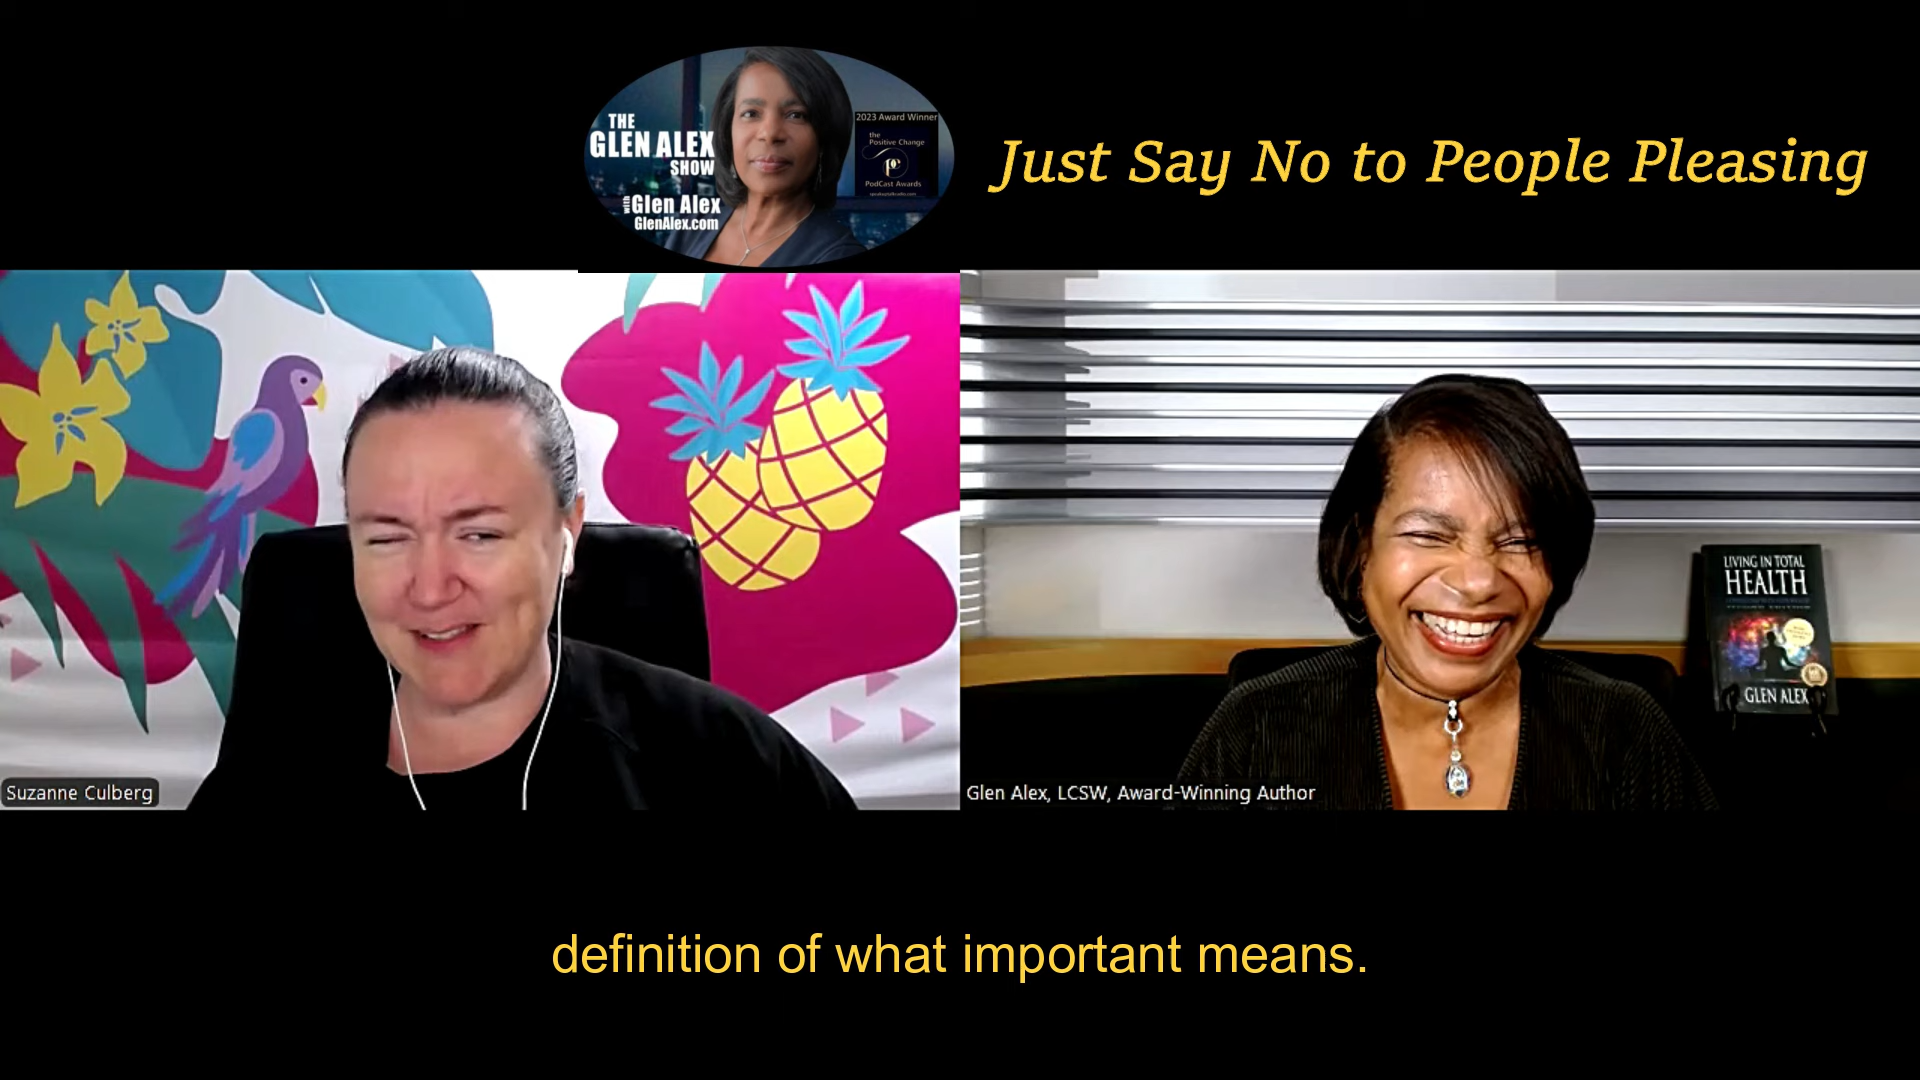 THE
GLEN ALEX
SHOW
with Glen Alex
GlenAlex.com
2023 Award Winner
the
Positive Change
PC
PodCast Awards
Just Say No to People Pleasing
LIVING IN TOTAL
HEALTH
GLEN ALEX
Suzanne Culberg
Glen Alex, LCSW, Award-Winning Author
definition of what important means.